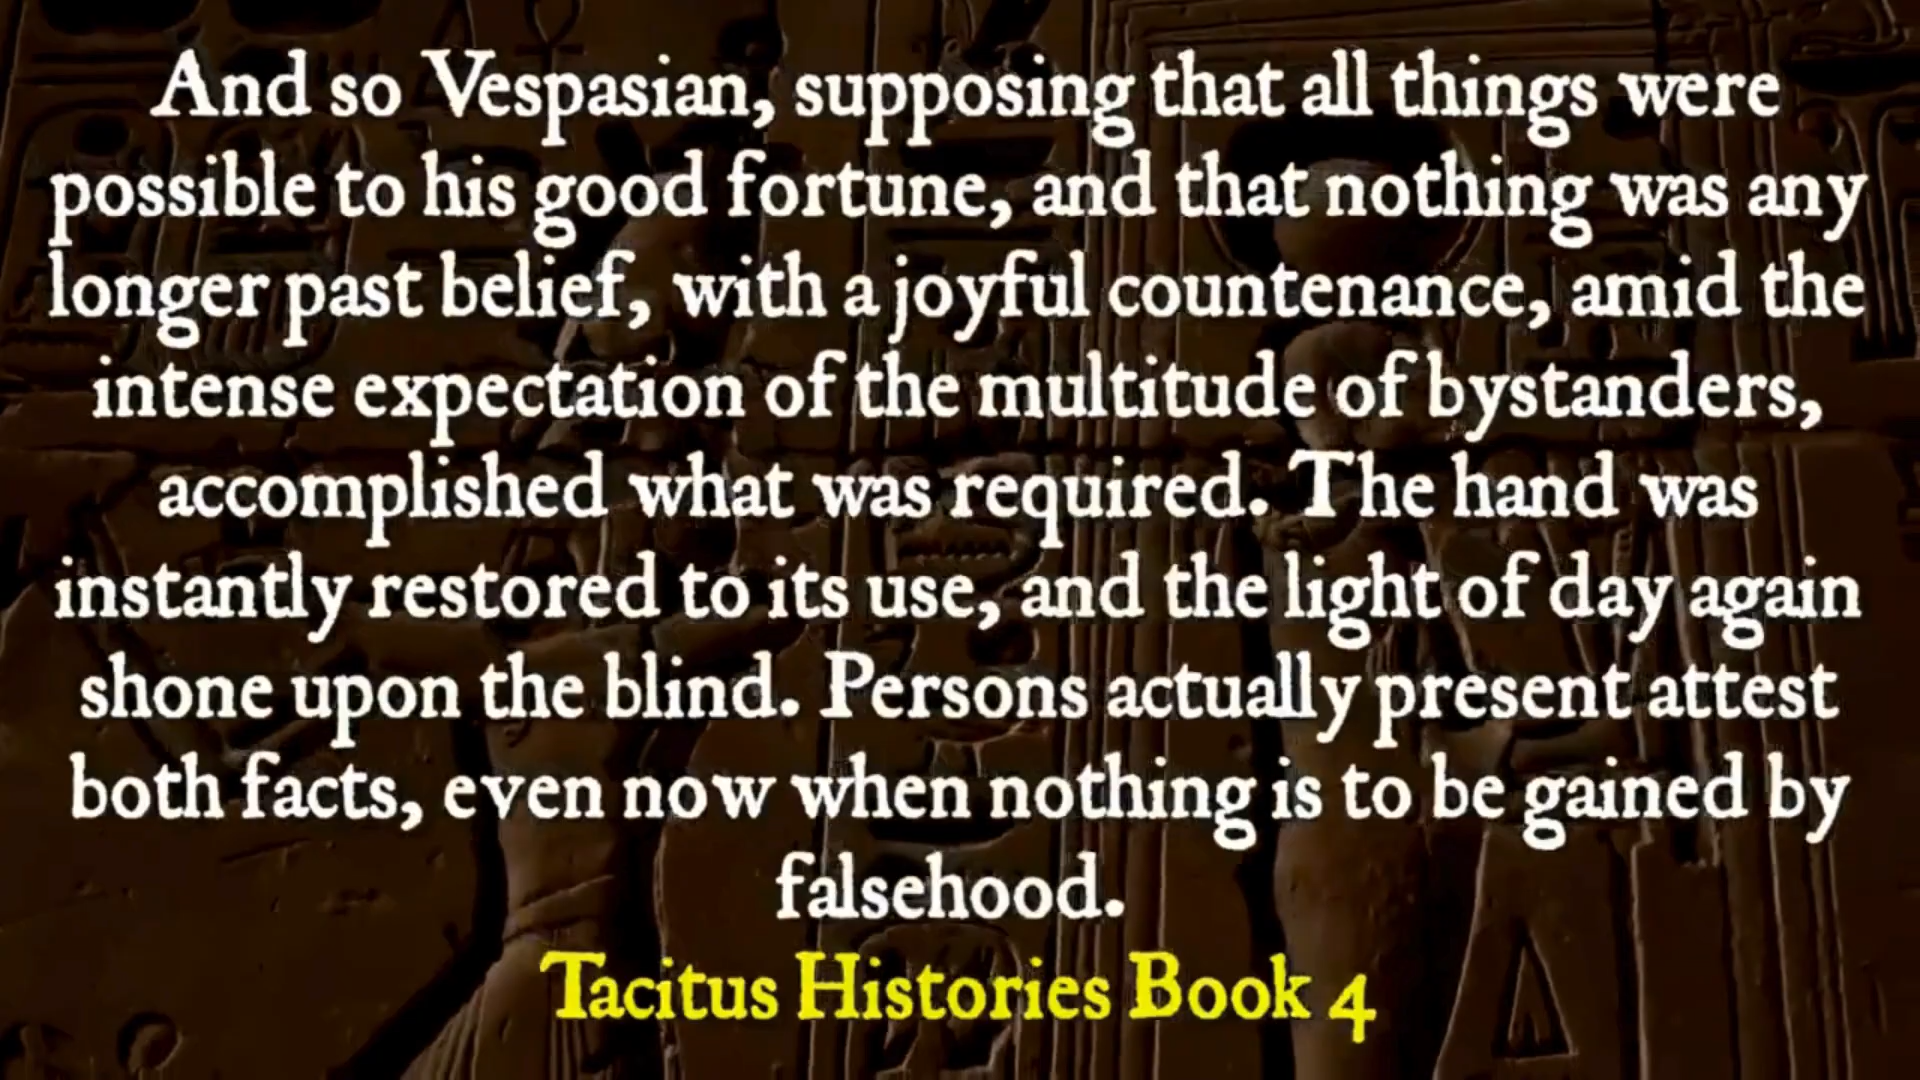 And so Vespasian, supposing that all things were
possible to his good fortune, and that nothing was any
longer past belief, with a joyful countenance, amid the
intense expectation of the multitude of bystanders,
accomplished what was required. The hand was
instantly restored to its use, and the light of day again
shone upon the blind. Persons actually present attest
both facts, even now when nothing is to be gained by
falsehood.
Tacitus Histories Book 4